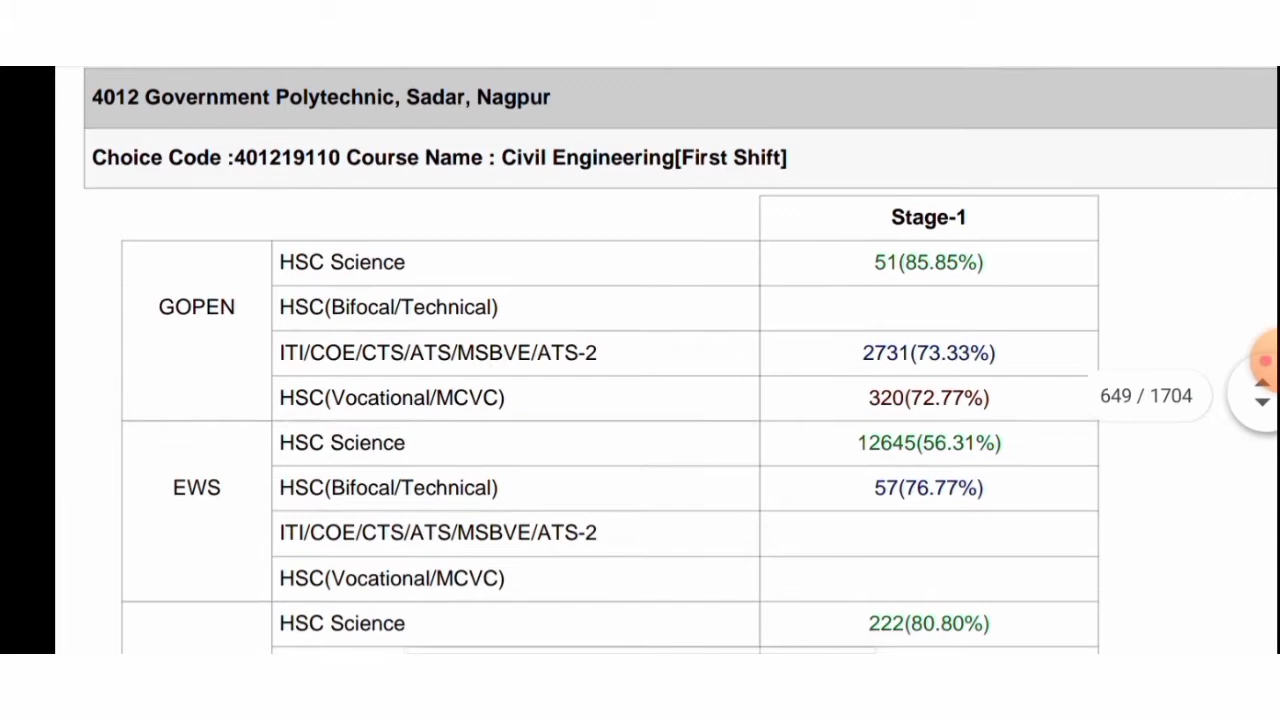 4012 Government Polytechnic, Sadar, Nagpur
Choice Code :401219110 Course Name : Civil Engineering[First Shift]
Stage-1
GOPEN
HSC Science 51(85.85%)
HSC(Bifocal/Technical)
ITI/COE/CTS/ATS/MSBVE/ATS-2 2731(73.33%)
HSC(Vocational/MCVC) 320(72.77%)
649 / 1704
EWS
HSC Science 12645(56.31%)
HSC(Bifocal/Technical) 57(76.77%)
ITI/COE/CTS/ATS/MSBVE/ATS-2
HSC(Vocational/MCVC)
HSC Science 222(80.80%)